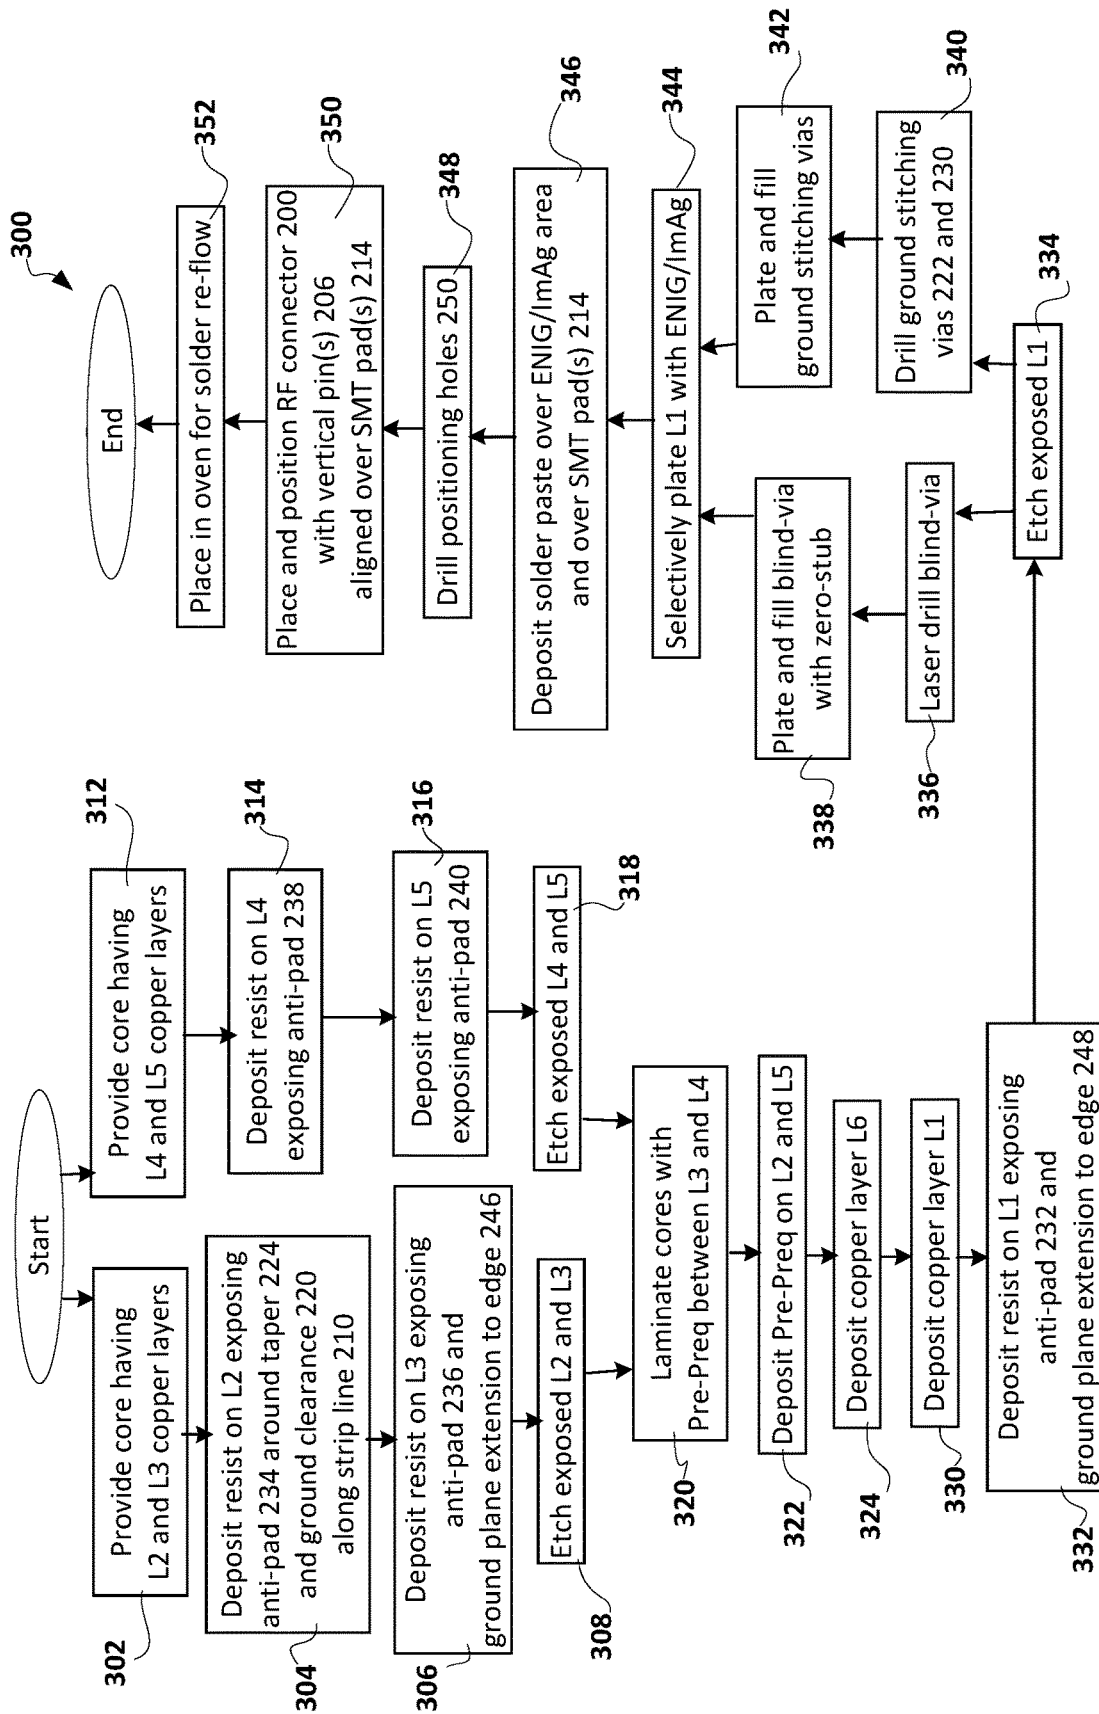 300
Start
302
Provide core having
L2 and L3 copper layers
304
Deposit resist on L2 exposing
anti-pad 234 around taper 224
and ground clearance 220
along strip line 210
306
Deposit resist on L3 exposing
anti-pad 236 and
ground plane extension to edge 246
308
Etch exposed L2 and L3
312
Provide core having
L4 and L5 copper layers
314
Deposit resist on L4
exposing anti-pad 238
316
Deposit resist on L5
exposing anti-pad 240
318
Etch exposed L4 and L5
320
Laminate cores with
Pre-Preq between L3 and L4
322
Deposit Pre-Preq on L2 and L5
324
Deposit copper layer L6
330
Deposit copper layer L1
332
Deposit resist on L1 exposing
anti-pad 232 and
ground plane extension to edge 248
334
Etch exposed L1
336
Laser drill blind-via
338
Plate and fill blind-via
with zero-stub
340
Drill ground stitching
vias 222 and 230
342
Plate and fill
ground stitching vias
344
Selectively plate L1 with ENIG/ImAg
346
Deposit solder paste over ENIG/ImAg area
and over SMT pad(s) 214
348
Drill positioning holes 250
350
Place and position RF connector 200
with vertical pin(s) 206
aligned over SMT pad(s) 214
352
Place in oven for solder re-flow
End